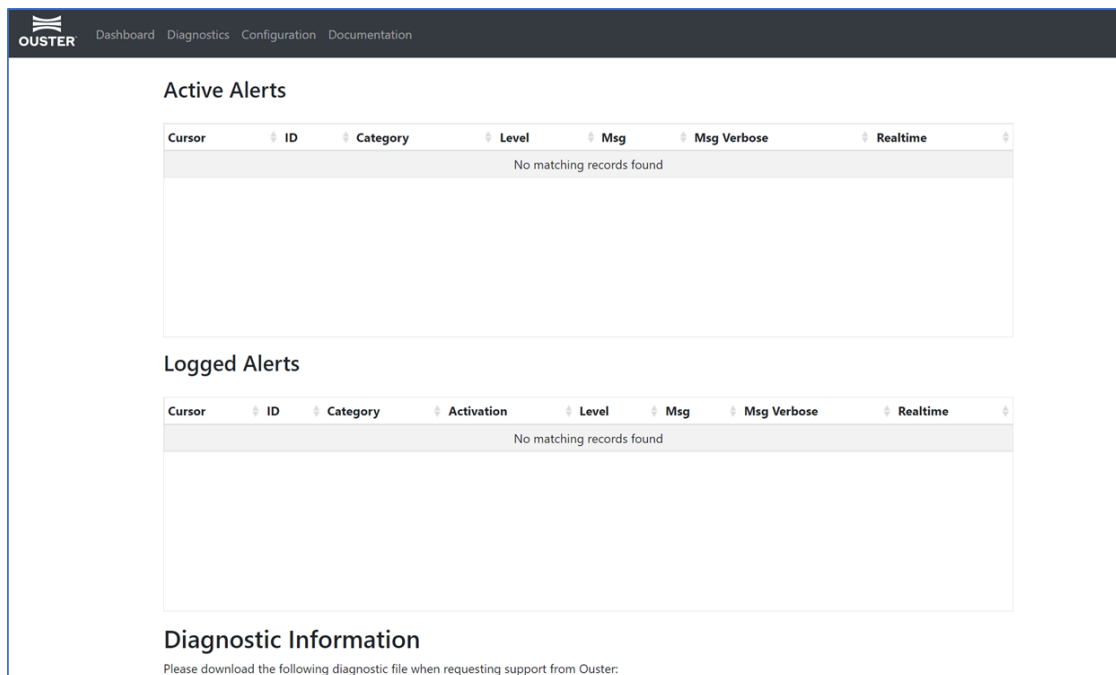 OUSTER
Dashboard Diagnostics Configuration Documentation
Active Alerts
Cursor ID Category Level Msg Msg Verbose Realtime
No matching records found
Logged Alerts
Cursor ID Category Activation Level Msg Msg Verbose Realtime
No matching records found
Diagnostic Information
Please download the following diagnostic file when requesting support from Ouster: